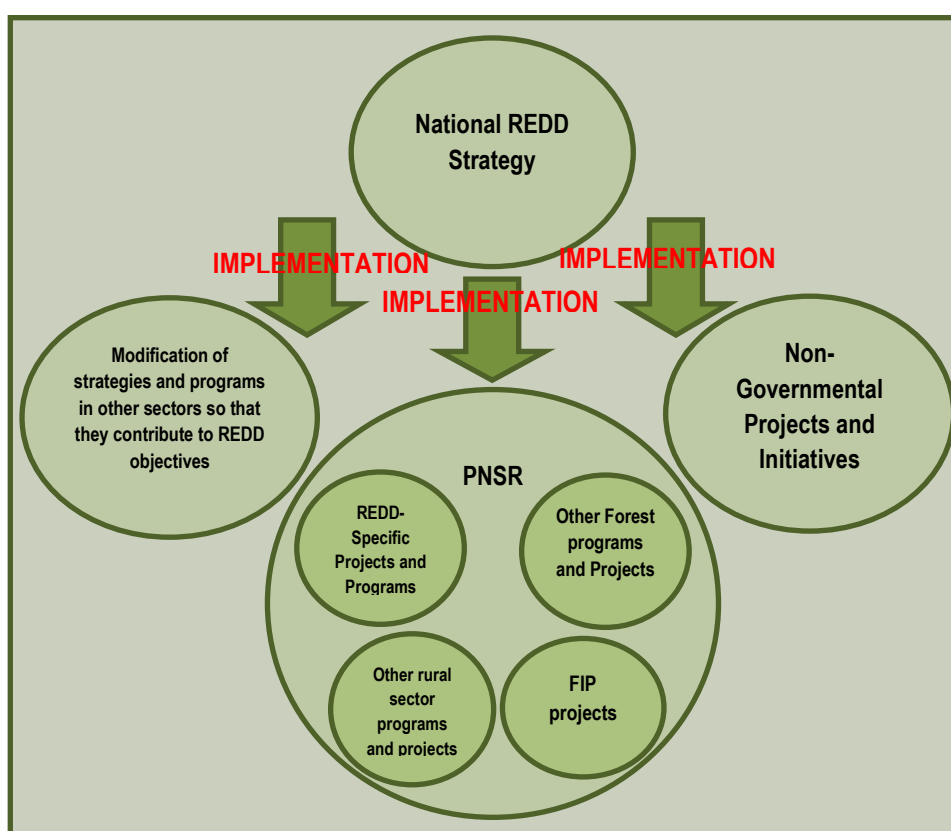 National REDD
Strategy
IMPLEMENTATION
IMPLEMENTATION
IMPLEMENTATION
Modification of
strategies and programs
in other sectors so that
they contribute to REDD
objectives
Non-
Governmental
Projects and
Initiatives
PNSR
REDD-
Specific
Projects and
Programs
Other Forest
programs
and Projects
Other rural
sector
programs
and projects
FIP
projects